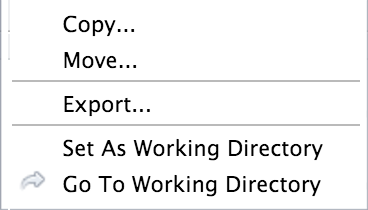 Copy...
Move...
Export...
Set As Working Directory
Go To Working Directory